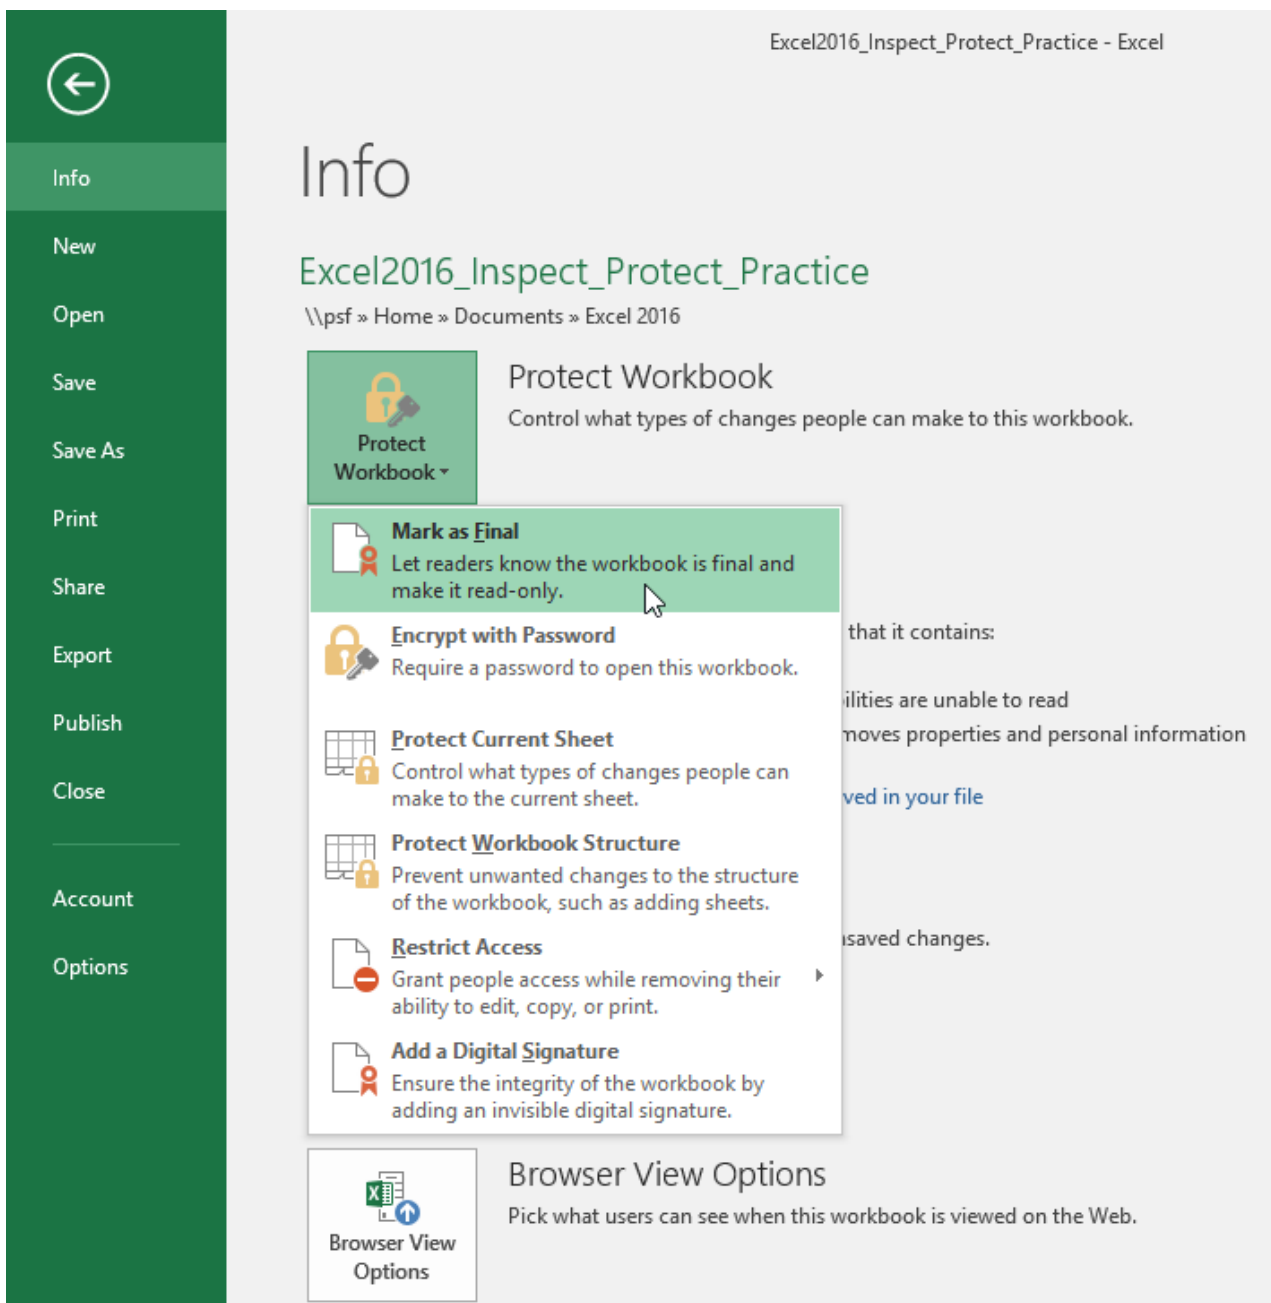 Excel2016_Inspect_Protect_Practice - Excel
Info
New
Open
Save
Save As
Print
Share
Export
Publish
Close
Account
Options
Info
Excel2016_Inspect_Protect_Practice
\\psf » Home » Documents » Excel 2016
Protect
Workbook
Protect Workbook
Control what types of changes people can make to this workbook.
Mark as Final
Let readers know the workbook is final and
make it read-only.
Encrypt with Password
Require a password to open this workbook.
Protect Current Sheet
Control what types of changes people can
make to the current sheet.
Protect Workbook Structure
Prevent unwanted changes to the structure
of the workbook, such as adding sheets.
Restrict Access
Grant people access while removing their
ability to edit, copy, or print.
Add a Digital Signature
Ensure the integrity of the workbook by
adding an invisible digital signature.
that it contains:
ilities are unable to read
moves properties and personal information
ved in your file
saved changes.
Browser View
Options
Browser View Options
Pick what users can see when this workbook is viewed on the Web.